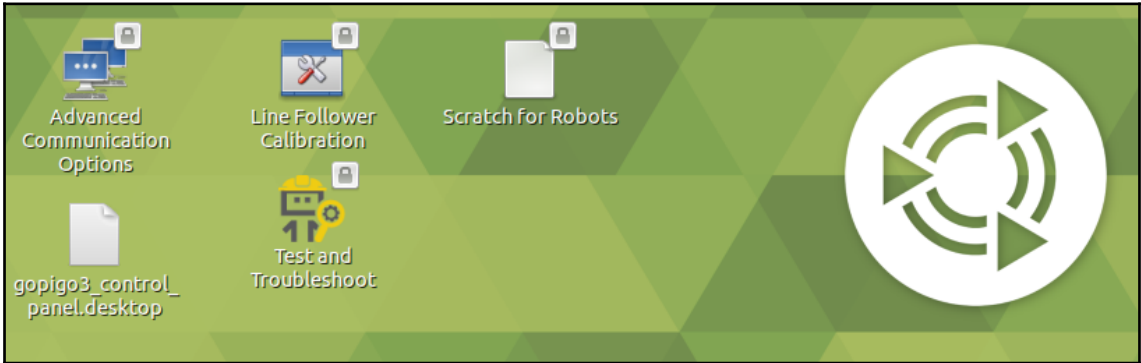 Advanced
Communication
Options
Line Follower
Calibration
Scratch for Robots
gopigo3_control_
panel.desktop
Test and
Troubleshoot